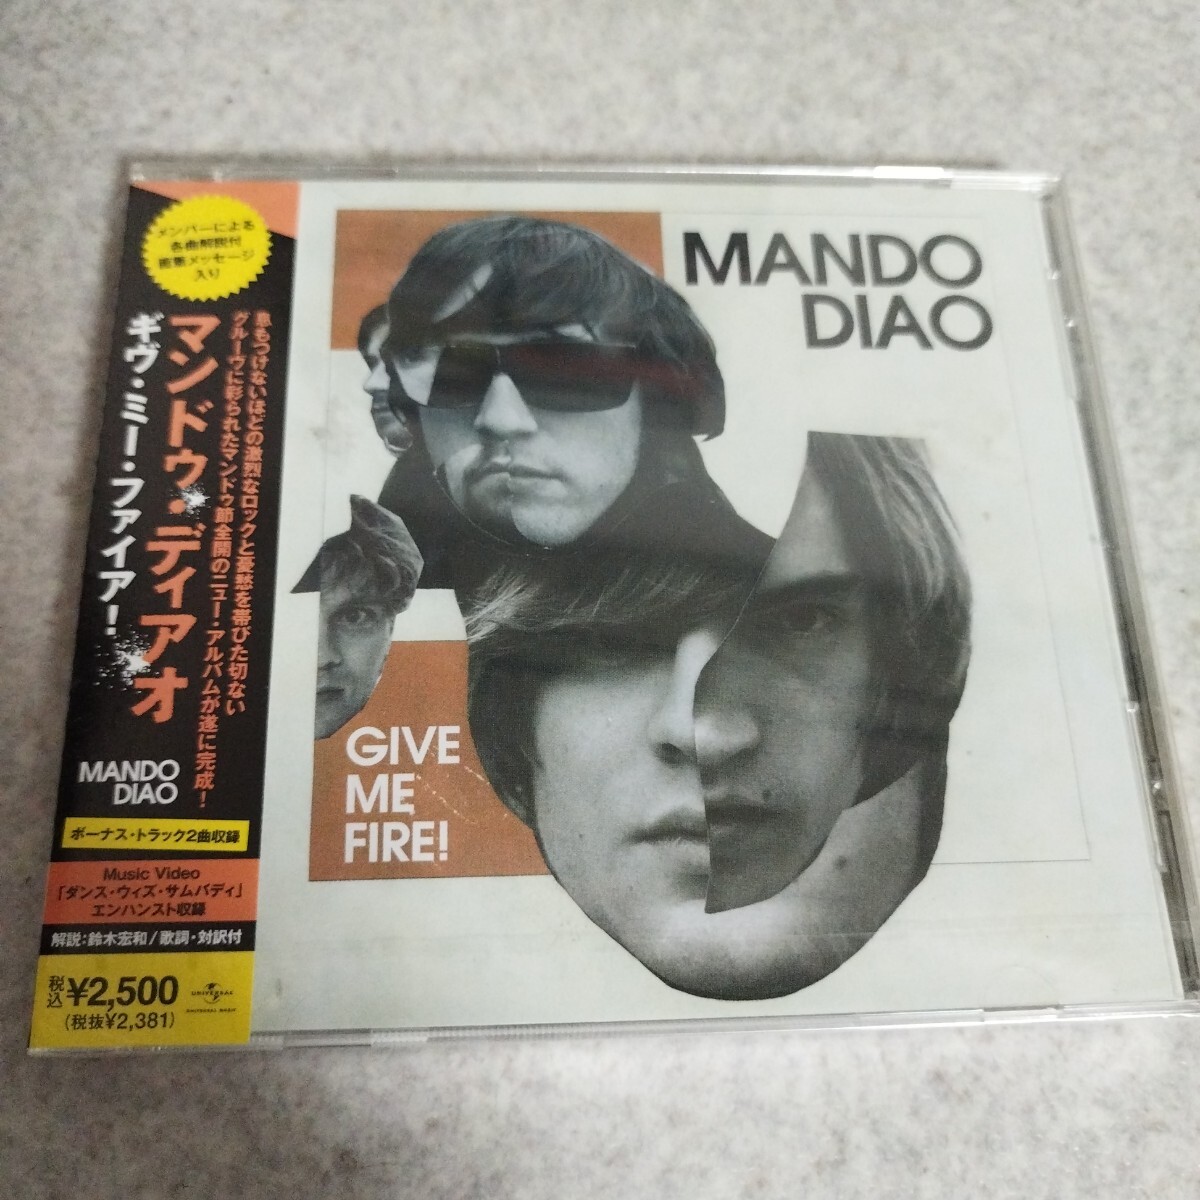 メンバーによる
各曲解説付
密着メッセージ
入り
息もつけないほどの激烈なロックと憂愁を帯びた切ない
グルーヴに彩られたマンドゥ節全開のニュー・アルバムが遂に完成!
マンドゥ・ディアオ
ギヴ・ミー・ファイア!
MANDO
DIAO
ボーナス・トラック2曲収録
Music Video
「ダンス・ウィズ・サムバディ」
エンハンスト収録
解説:鈴木宏和/歌詞・対訳付
税込¥2,500
(税抜¥2,381)
UNIVERSAL
UNIVERSAL MUSIC
MANDO
DIAO
GIVE
ME
FIRE!